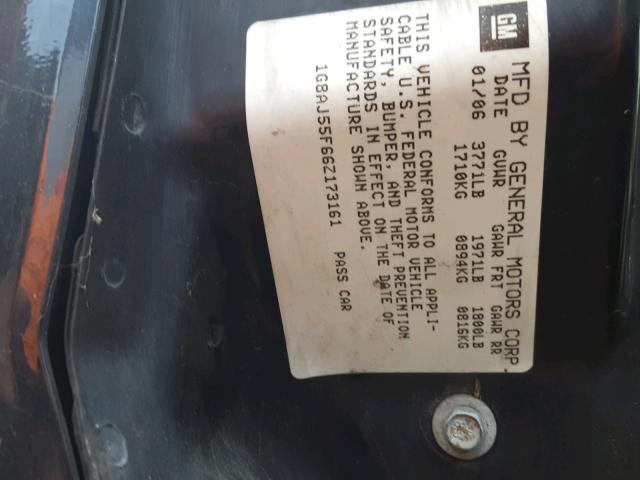 GM
MFD BY GENERAL MOTORS CORP.
DATE GVWR GAWR FRT GAWR RR
01/06 3771LB 1971LB 1800LB
1710KG 0894KG 0816KG
THIS VEHICLE CONFORMS TO ALL APPLI-
CABLE U.S. FEDERAL MOTOR VEHICLE
SAFETY, BUMPER, AND THEFT PREVENTION
STANDARDS IN EFFECT ON THE DATE OF
MANUFACTURE SHOWN ABOVE.
1G8AJ55F66Z173161 PASS CAR